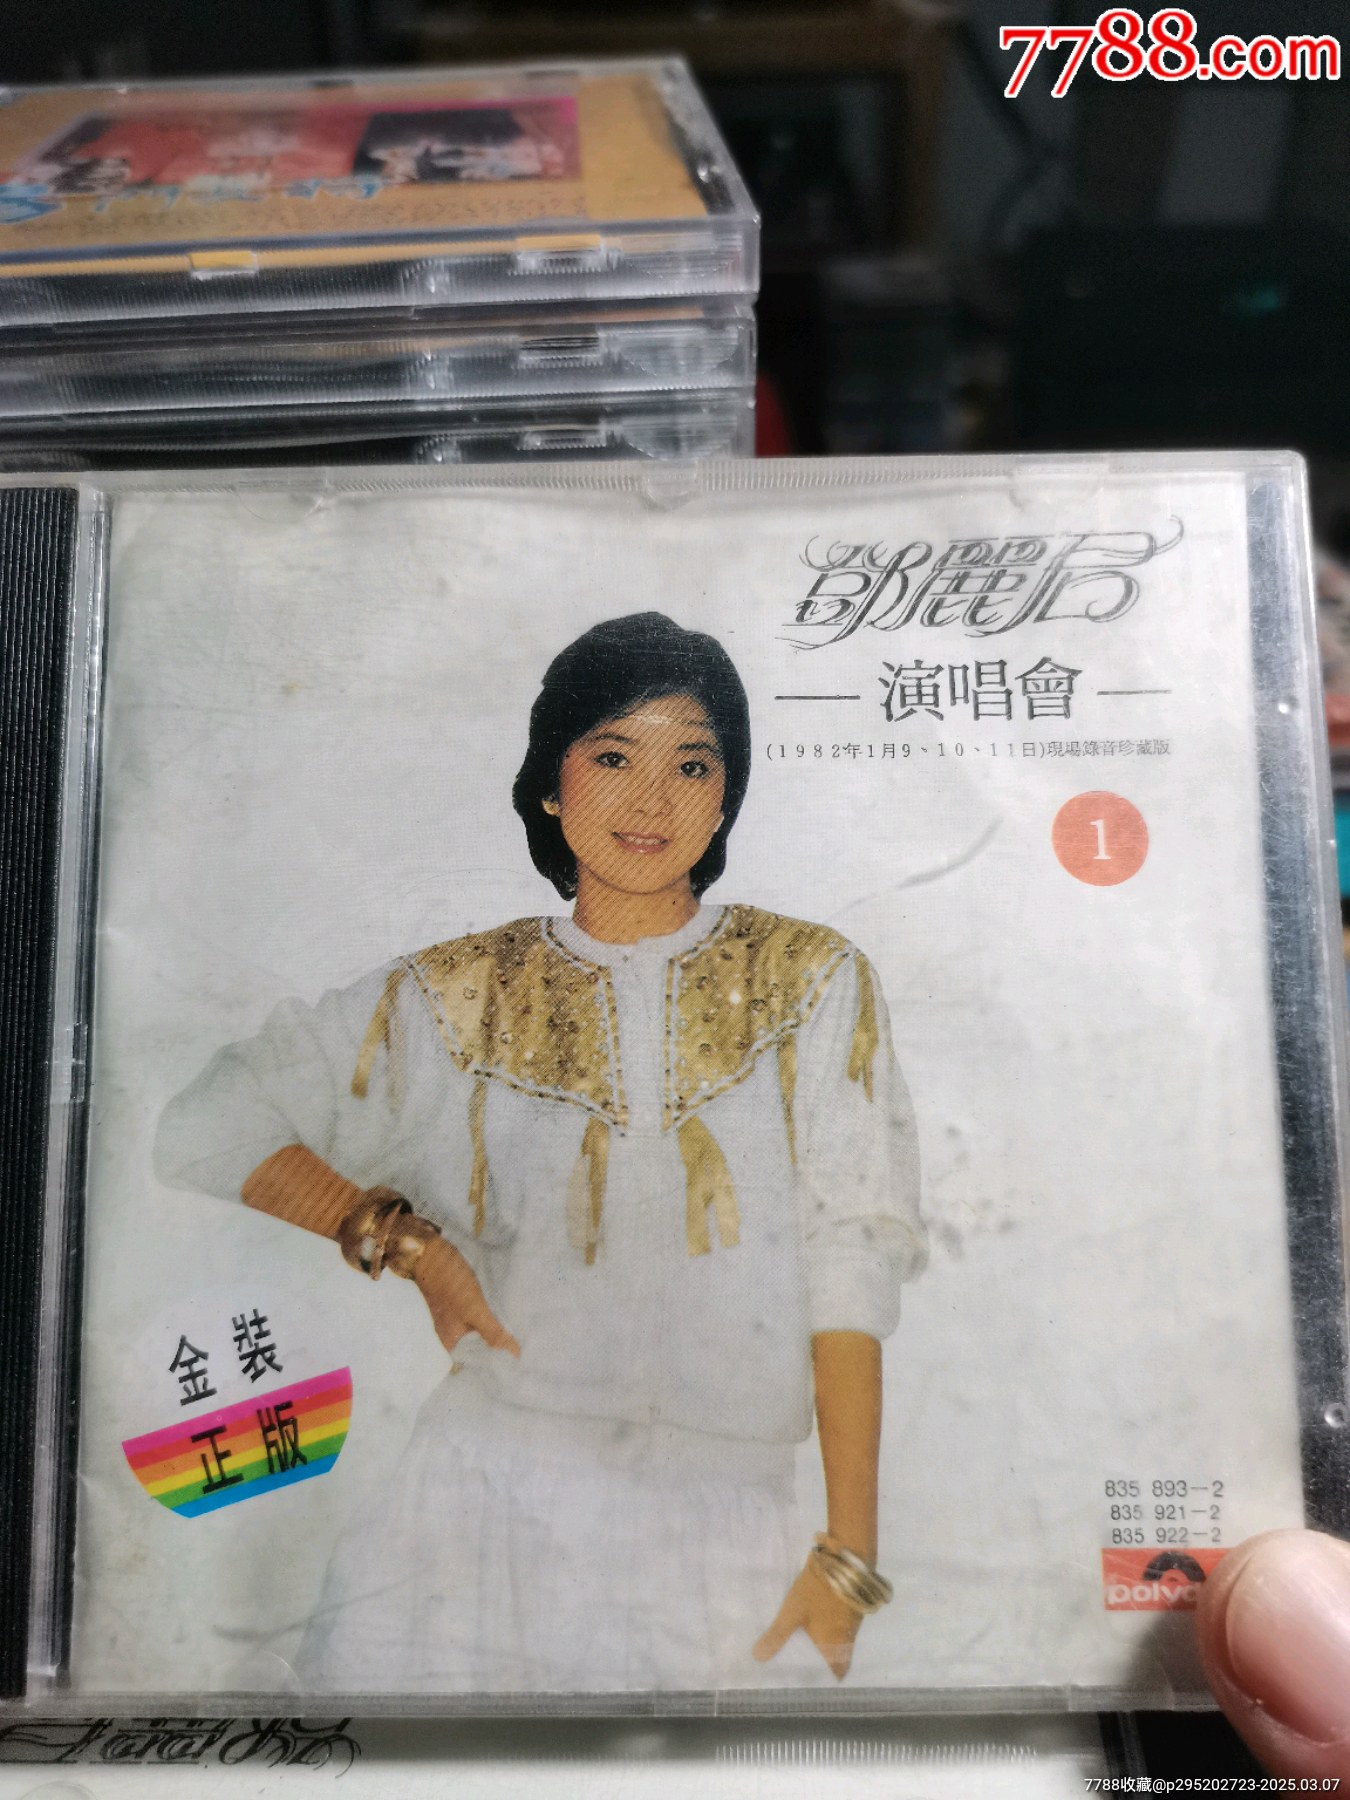 7788.com
鄧麗君
演唱會
(1982年1月9、10、11日)現場錄音珍藏版
1
金裝
正版
835 893-2
835 921-2
835 922-2
7788收藏@p295202723-2025.03.07